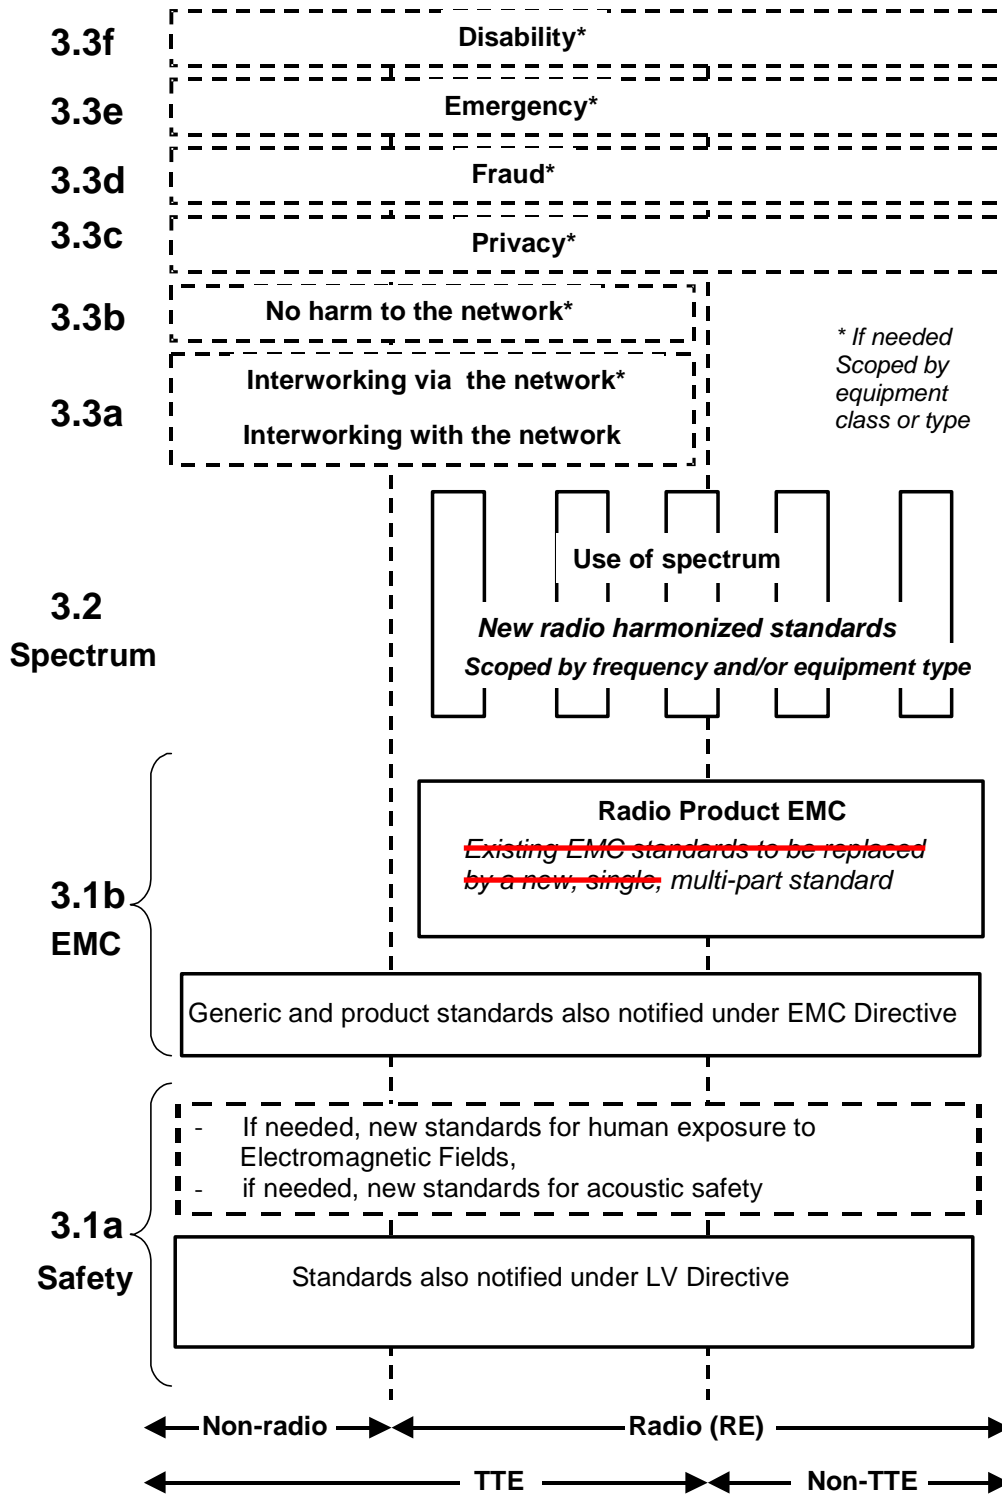 3.3f
Disability*
3.3e
Emergency*
3.3d
Fraud*
3.3c
Privacy*
3.3b
No harm to the network*
* If needed
Scoped by
equipment
class or type
3.3a
Interworking via the network*
Interworking with the network
3.2
Spectrum
Use of spectrum
New radio harmonized standards
Scoped by frequency and/or equipment type
3.1b
EMC
Radio Product EMC
Existing EMC standards to be replaced
by a new, single, multi-part standard
Generic and product standards also notified under EMC Directive
3.1a
Safety
- If needed, new standards for human exposure to
Electromagnetic Fields,
- if needed, new standards for acoustic safety
Standards also notified under LV Directive
Non-radio
Radio (RE)
TTE
Non-TTE